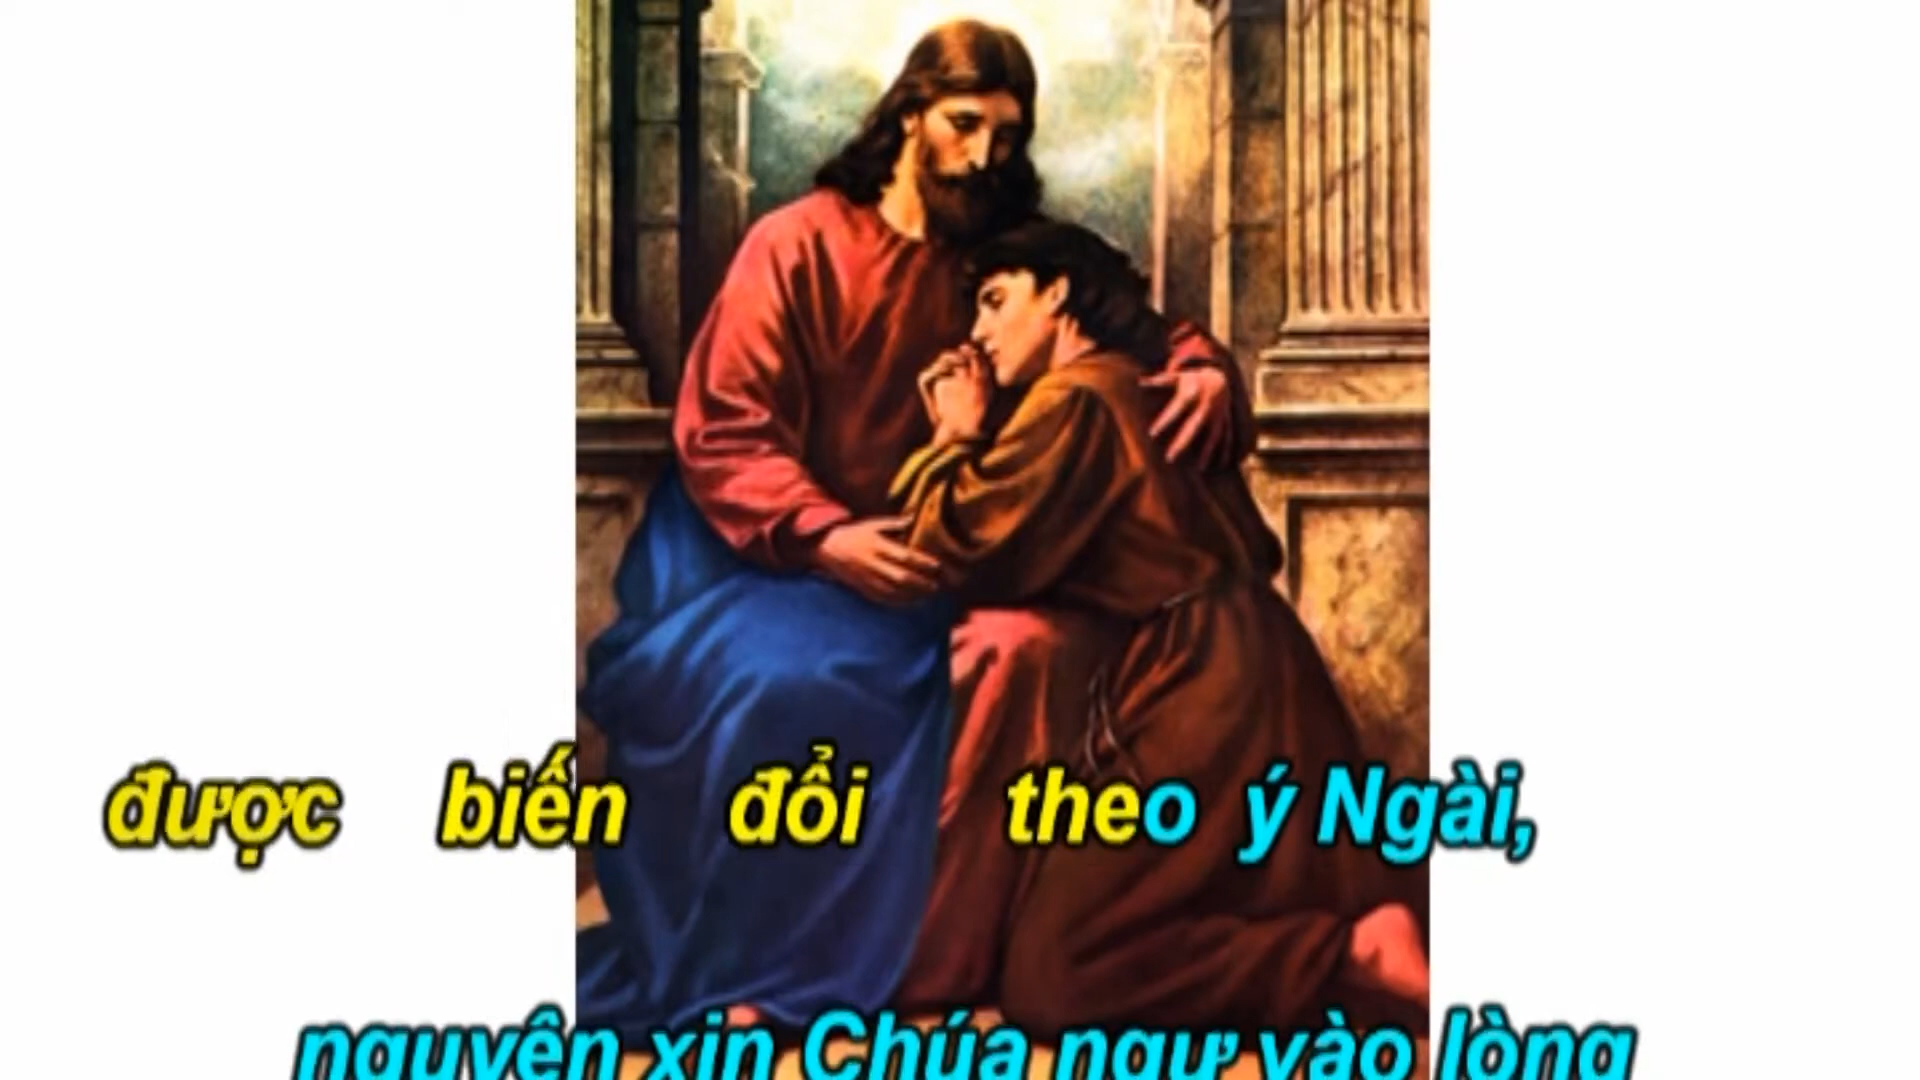 được biến đổi theo ý Ngài,
nguyện xin Chúa ngự vào lòng